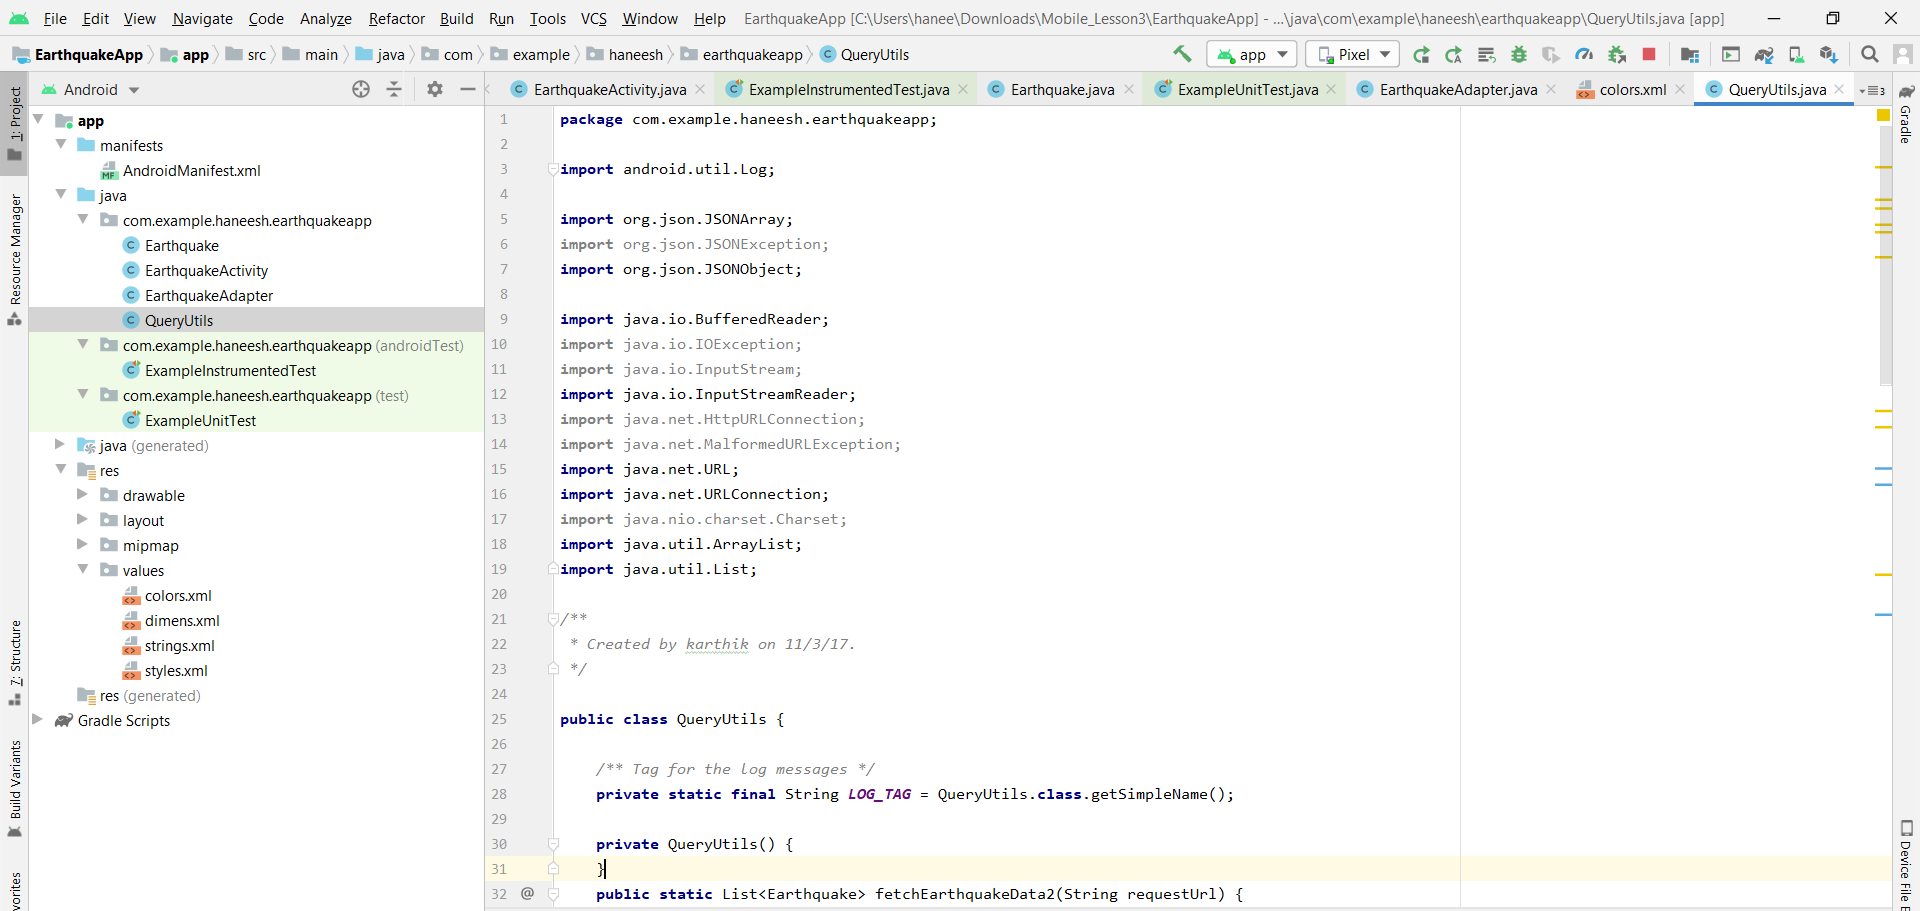 File Edit View Navigate Code Analyze Refactor Build Run Tools VCS Window Help EarthquakeApp [C:\Users\hanee\Downloads\Mobile_Lesson3\EarthquakeApp] - ...\java\com\example\haneesh\earthquakeapp\QueryUtils.java [app]
EarthquakeApp app src main java com example haneesh earthquakeapp QueryUtils app Pixel
Android EarthquakeActivity.java ExampleInstrumentedTest.java Earthquake.java ExampleUnitTest.java EarthquakeAdapter.java colors.xml QueryUtils.java 3
1: Project
Resource Manager
7: Structure
Build Variants
vorites
app
manifests
AndroidManifest.xml
java
com.example.haneesh.earthquakeapp
Earthquake
EarthquakeActivity
EarthquakeAdapter
QueryUtils
com.example.haneesh.earthquakeapp (androidTest)
ExampleInstrumentedTest
com.example.haneesh.earthquakeapp (test)
ExampleUnitTest
java (generated)
res
drawable
layout
mipmap
values
colors.xml
dimens.xml
strings.xml
styles.xml
res (generated)
Gradle Scripts
1 package com.example.haneesh.earthquakeapp;
2
3 import android.util.Log;
4
5 import org.json.JSONArray;
6 import org.json.JSONException;
7 import org.json.JSONObject;
8
9 import java.io.BufferedReader;
10 import java.io.IOException;
11 import java.io.InputStream;
12 import java.io.InputStreamReader;
13 import java.net.HttpURLConnection;
14 import java.net.MalformedURLException;
15 import java.net.URL;
16 import java.net.URLConnection;
17 import java.nio.charset.Charset;
18 import java.util.ArrayList;
19 import java.util.List;
20
21 /**
22 * Created by karthik on 11/3/17.
23 */
24
25 public class QueryUtils {
26
27 /** Tag for the log messages */
28 private static final String LOG_TAG = QueryUtils.class.getSimpleName();
29
30 private QueryUtils() {
31 }
32 @ public static List<Earthquake> fetchEarthquakeData2(String requestUrl) {
Gradle
Device File E